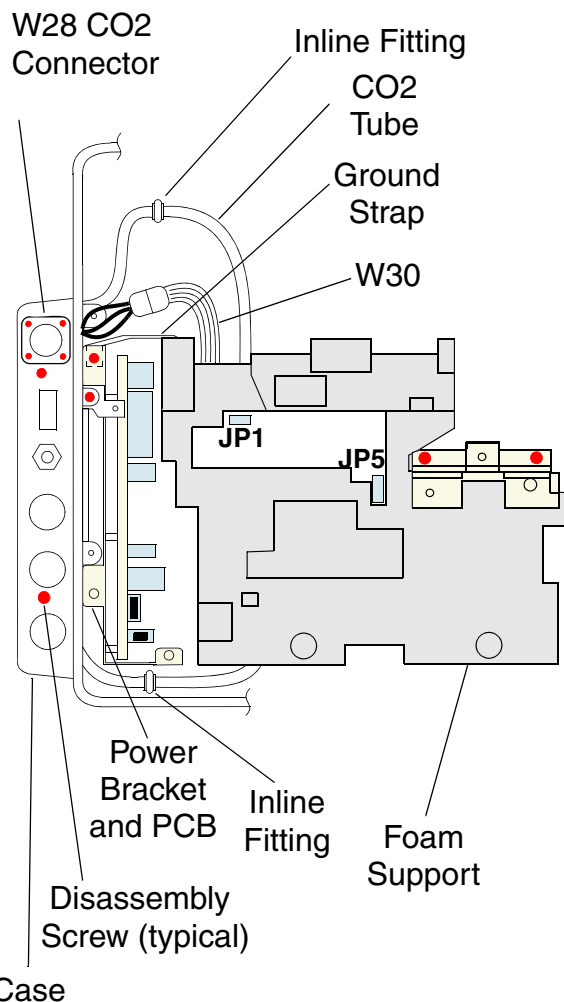 W28 CO2
Connector
Inline Fitting
CO2
Tube
Ground
Strap
W30
JP1
JP5
Power
Bracket
and PCB
Inline
Fitting
Foam
Support
Disassembly
Screw (typical)
Case